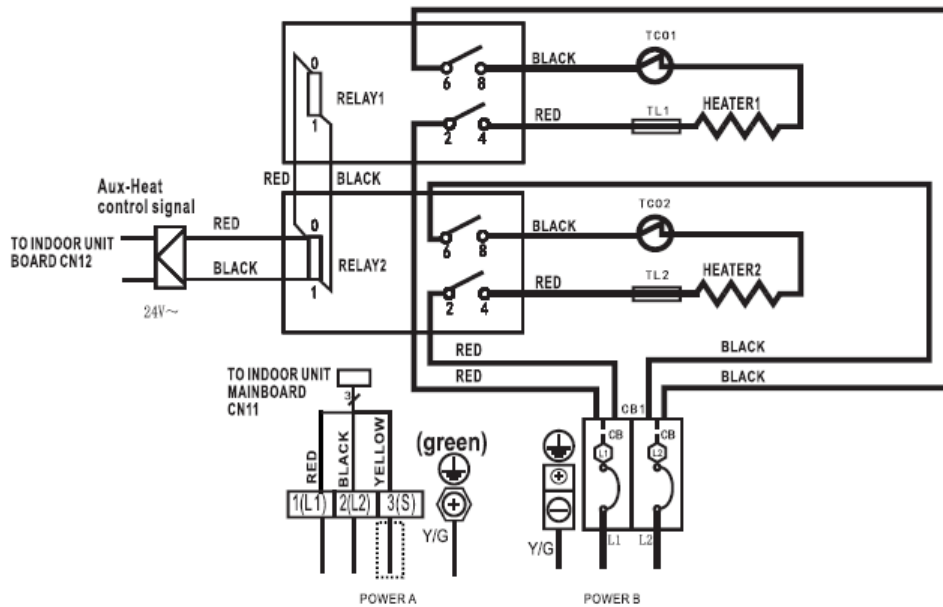 TCO1
BLACK
6
8
0
RELAY1
1
RED
TL1
HEATER1
2
4
RED
BLACK
Aux-Heat
control signal
RED
TO INDOOR UNIT
BOARD CN12
BLACK
24V~
0
RELAY2
1
TCO2
BLACK
6
8
RED
TL2
HEATER2
2
4
RED
RED
BLACK
BLACK
TO INDOOR UNIT
MAINBOARD
CN11
3
RED
BLACK
YELLOW
(green)
1(L1)
2(L2)
3(S)
Y/G
POWER A
CB1
CB
CB
L1
L2
Y/G
L1
L2
POWER B